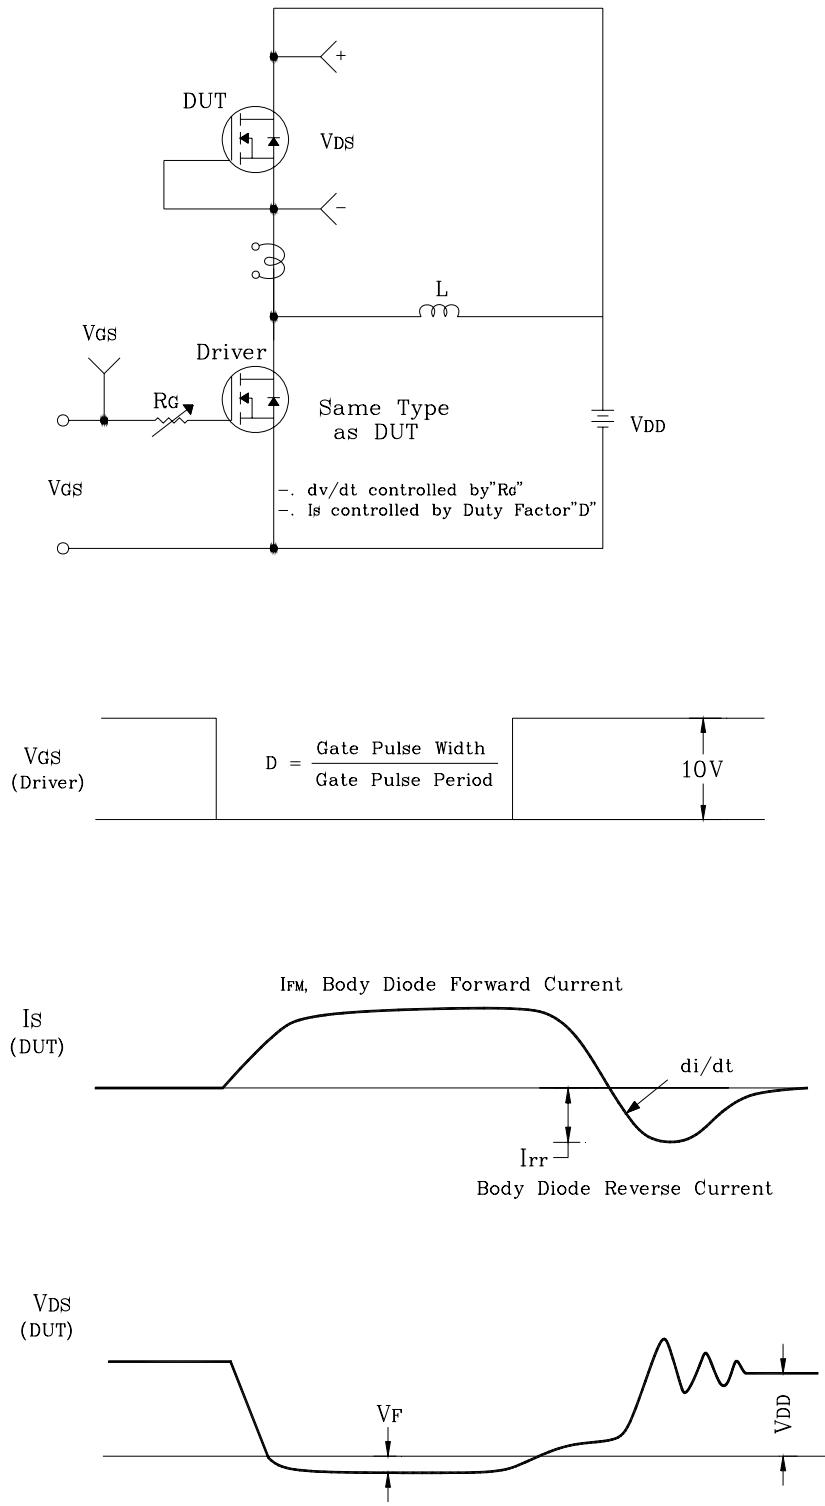 +
DUT
VDS
-
L
VGS
Driver
RG
Same Type
as DUT
VDD
VGS
-. dv/dt controlled by"RG"
-. Is controlled by Duty Factor"D"
VGS
(Driver)
D = Gate Pulse Width
Gate Pulse Period
10V
IFM, Body Diode Forward Current
IS
(DUT)
di/dt
Irr
Body Diode Reverse Current
VDS
(DUT)
VF
VDD